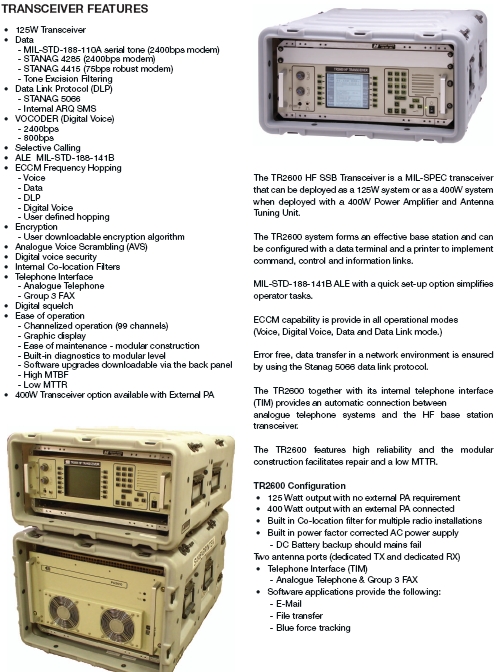 TRANSCEIVER FEATURES
• 125W Transceiver
• Data
- MIL-STD-188-110A aerial tone (2400bps modem)
- STANAG 4285 (2400bps modem)
- STANAG 4415 (75bps robust modem)
- Tone Excision Filtering
• Data Link Protocol (DLP)
- STANAG 5066
- Internal ARQ SMS
• VOCODER (Digital Voice)
- 2400bps
- 800bps
• Selective Calling
• ALE MIL-STD-188-141B
• ECCM Frequency Hopping
- Voice
- Data
- DLP
- Digital Voice
- User defined hopping
• Encryption
- User downloadable encryption algorithm
• Analogue Voice Scrambling (AVS)
• Digital voice security
• Internal Co-location Filters
• Telephone Interface
- Analogue Telephone
- Group 3 FAX
• Digital squelch
• Ease of operation
- Channelized operation (99 channels)
- Graphic display
- Ease of maintenance - modular construction
- Built-in diagnostics to modular level
- Software upgrades downloadable via the back panel
- High MTBF
- Low MTTR
• 400W Transceiver option available with External PA
The TR2600 HF SSB Transceiver is a MIL-SPEC transceiver
that can be deployed as a 125W system or as a 400W system
when deployed with a 400W Power Amplifier and Antenna
Tuning Unit.
The TR2600 system forms an effective base station and can
be configured with a data terminal and a printer to implement
command, control and information links.
MIL-STD-188-141B ALE with a quick set-up option simplifies
operator tasks.
ECCM capability is provide in all operational modes
(Voice, Digital Voice, Data and Data Link mode.)
Error free, data transfer in a network environment is ensured
by using the Stanag 5066 data link protocol.
The TR2600 together with its internal telephone interface
(TIM) provides an automatic connection between
analogue telephone systems and the HF base station
transceiver.
The TR2600 features high reliability and the modular
construction facilitates repair and a low MTTR.
TR2600 Configuration
• 125 Watt output with no external PA requirement
• 400 Watt output with an external PA connected
• Built in Co-location filter for multiple radio installations
• Built in power factor corrected AC power supply
- DC Battery backup should mains fail
Two antenna ports (dedicated TX and dedicated RX)
• Telephone Interface (TIM)
- Analogue Telephone & Group 3 FAX
• Software applications provide the following:
- E-Mail
- File transfer
- Blue force tracking